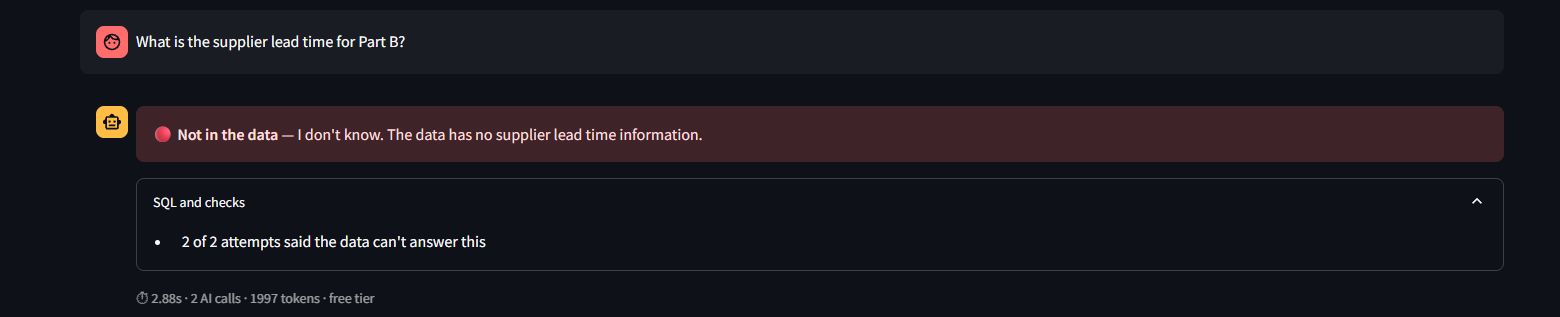 What is the supplier lead time for Part B?
Not in the data — I don't know. The data has no supplier lead time information.
SQL and checks
• 2 of 2 attempts said the data can't answer this
2.88s · 2 AI calls · 1997 tokens · free tier